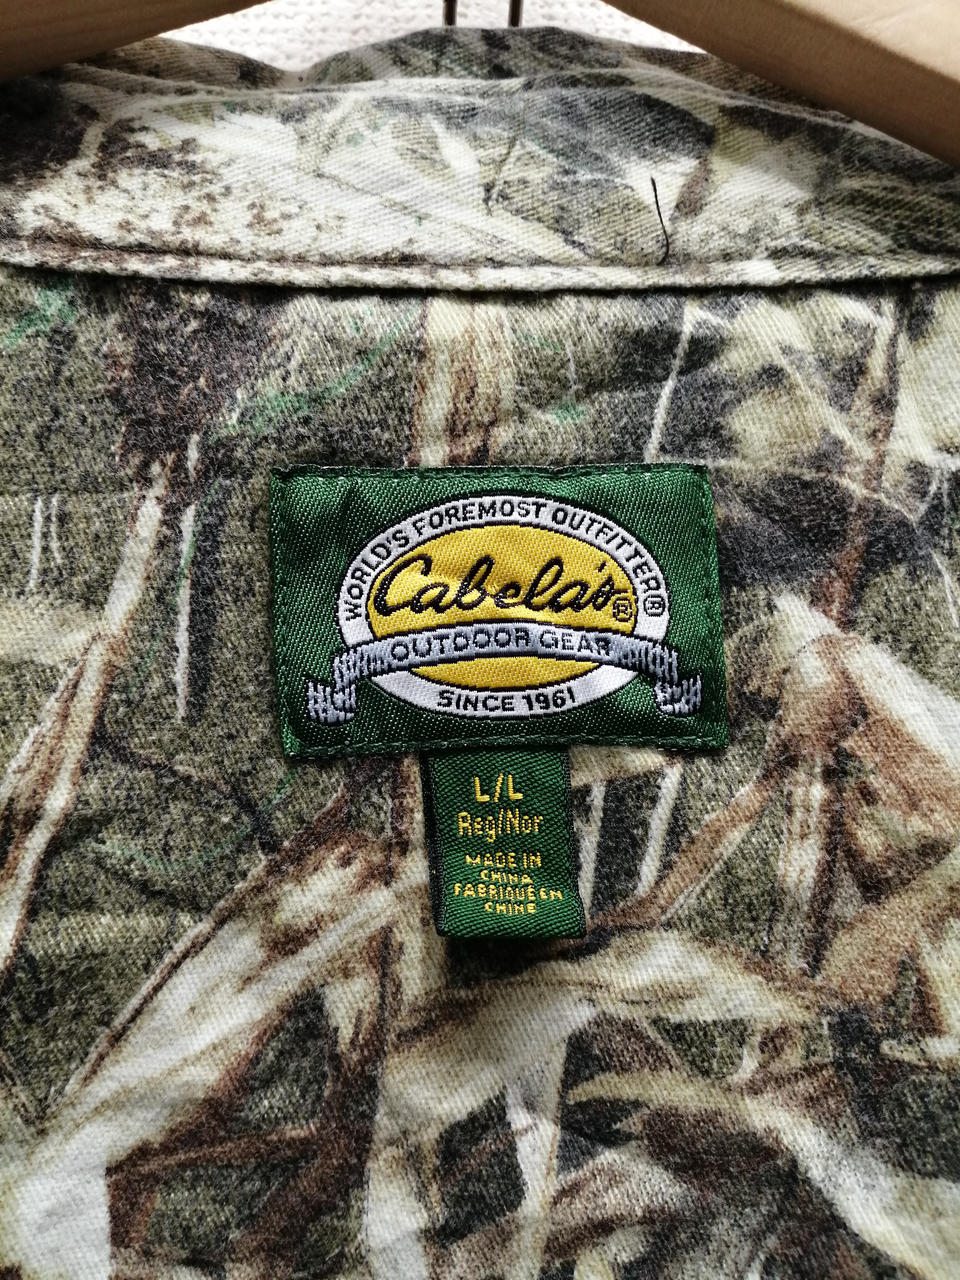 WORLD'S FOREMOST OUTFITTER®
Cabela's®
OUTDOOR GEAR
SINCE 1961
L/L
Reg/Nor
MADE IN
CHINA
FABRIQUE EN
CHINE